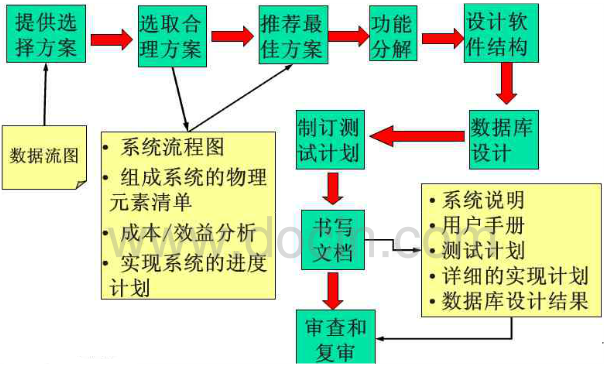 提供选
择方案
选取合
理方案
推荐最
佳方案
功能
分解
设计软
件结构
数据流图
• 系统流程图
• 组成系统的物理
元素清单
• 成本/效益分析
• 实现系统的进度
计划
制订测
试计划
数据库
设计
书写
文档
• 系统说明
• 用户手册
• 测试计划
• 详细的实现计划
• 数据库设计结果
审查和
复审